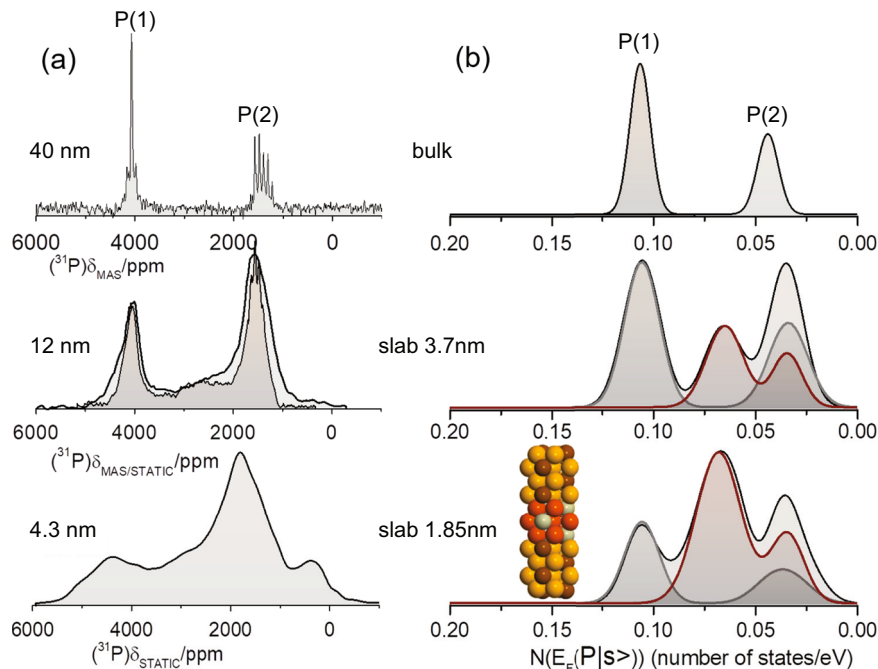 (a)
P(1)
P(2)
40 nm
6000 4000 2000 0
(³¹P)δMAS/ppm
12 nm
6000 4000 2000 0
(³¹P)δMAS/STATIC/ppm
4.3 nm
6000 4000 2000 0
(³¹P)δSTATIC/ppm
(b)
P(1)
P(2)
bulk
0.20 0.15 0.10 0.05 0.00
slab 3.7nm
0.20 0.15 0.10 0.05 0.00
slab 1.85nm
0.20 0.15 0.10 0.05 0.00
N(EF(P|s>)) (number of states/eV)